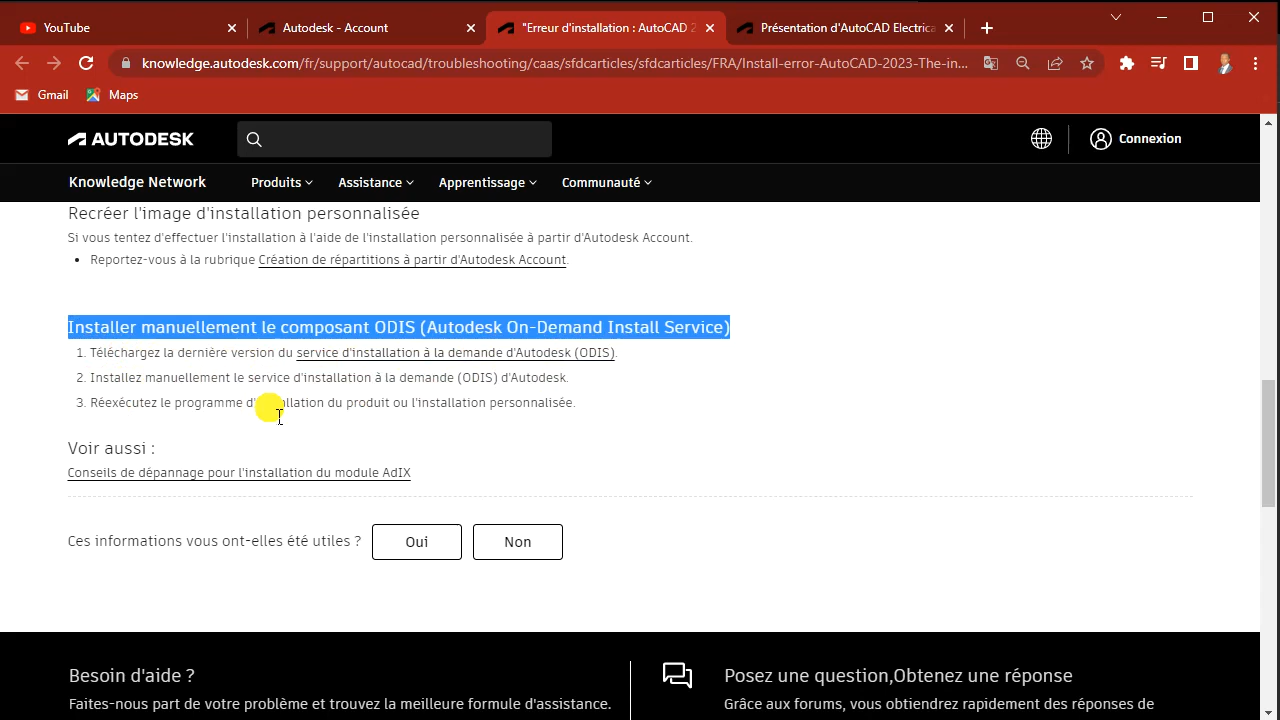 YouTube
Autodesk - Account
"Erreur d'installation : AutoCAD 2
Présentation d'AutoCAD Electrica
knowledge.autodesk.com/fr/support/autocad/troubleshooting/caas/sfdcarticles/sfdcarticles/FRA/Install-error-AutoCAD-2023-The-in...
Gmail Maps
AUTODESK
Connexion
Knowledge Network Produits Assistance Apprentissage Communauté
Recréer l'image d'installation personnalisée
Si vous tentez d'effectuer l'installation à l'aide de l'installation personnalisée à partir d'Autodesk Account.
• Reportez-vous à la rubrique Création de répartitions à partir d'Autodesk Account.
Installer manuellement le composant ODIS (Autodesk On-Demand Install Service)
1. Téléchargez la dernière version du service d'installation à la demande d'Autodesk (ODIS).
2. Installez manuellement le service d'installation à la demande (ODIS) d'Autodesk.
3. Réexécutez le programme d' llation du produit ou l'installation personnalisée.
Voir aussi :
Conseils de dépannage pour l'installation du module AdIX
Ces informations vous ont-elles été utiles ? Oui Non
Besoin d'aide ?
Faites-nous part de votre problème et trouvez la meilleure formule d'assistance.
Posez une question,Obtenez une réponse
Grâce aux forums, vous obtiendrez rapidement des réponses de